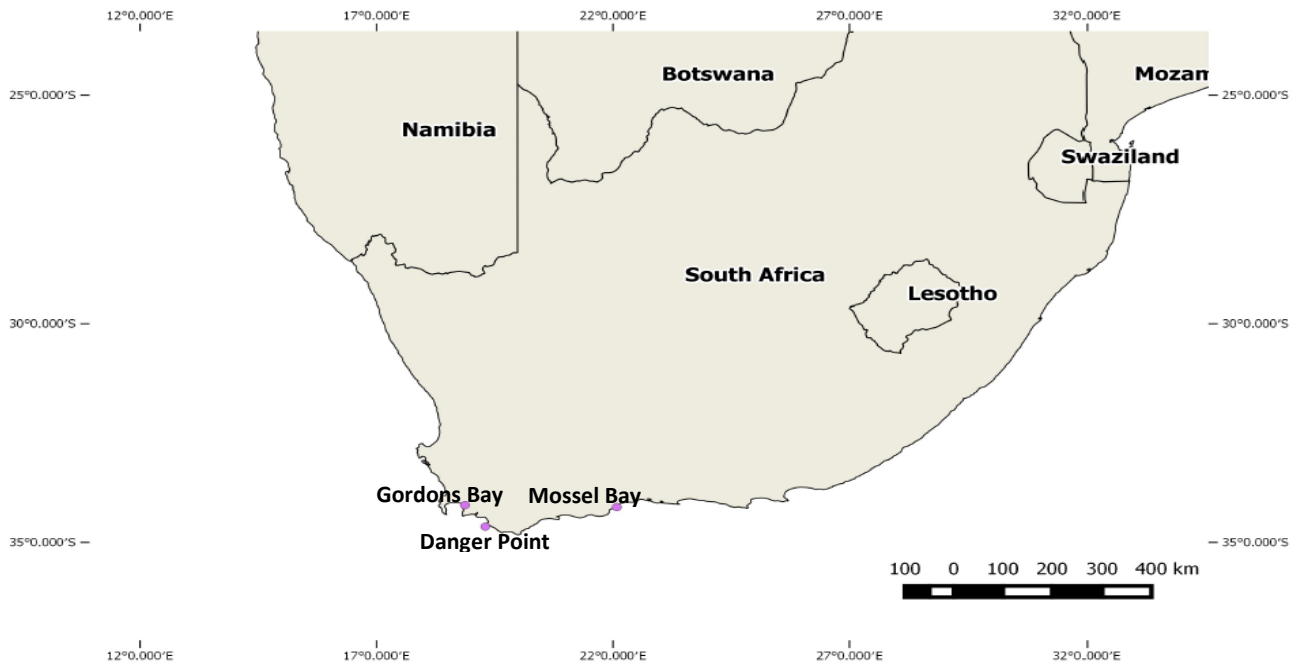 12°0.000′E 17°0.000′E 22°0.000′E 27°0.000′E 32°0.000′E
Botswana
Mozam
25°0.000′S 25°0.000′S
Namibia
Swaziland
South Africa
Lesotho
30°0.000′S 30°0.000′S
Gordons Bay Mossel Bay
Danger Point
35°0.000′S 35°0.000′S
100 0 100 200 300 400 km
12°0.000′E 17°0.000′E 22°0.000′E 27°0.000′E 32°0.000′E